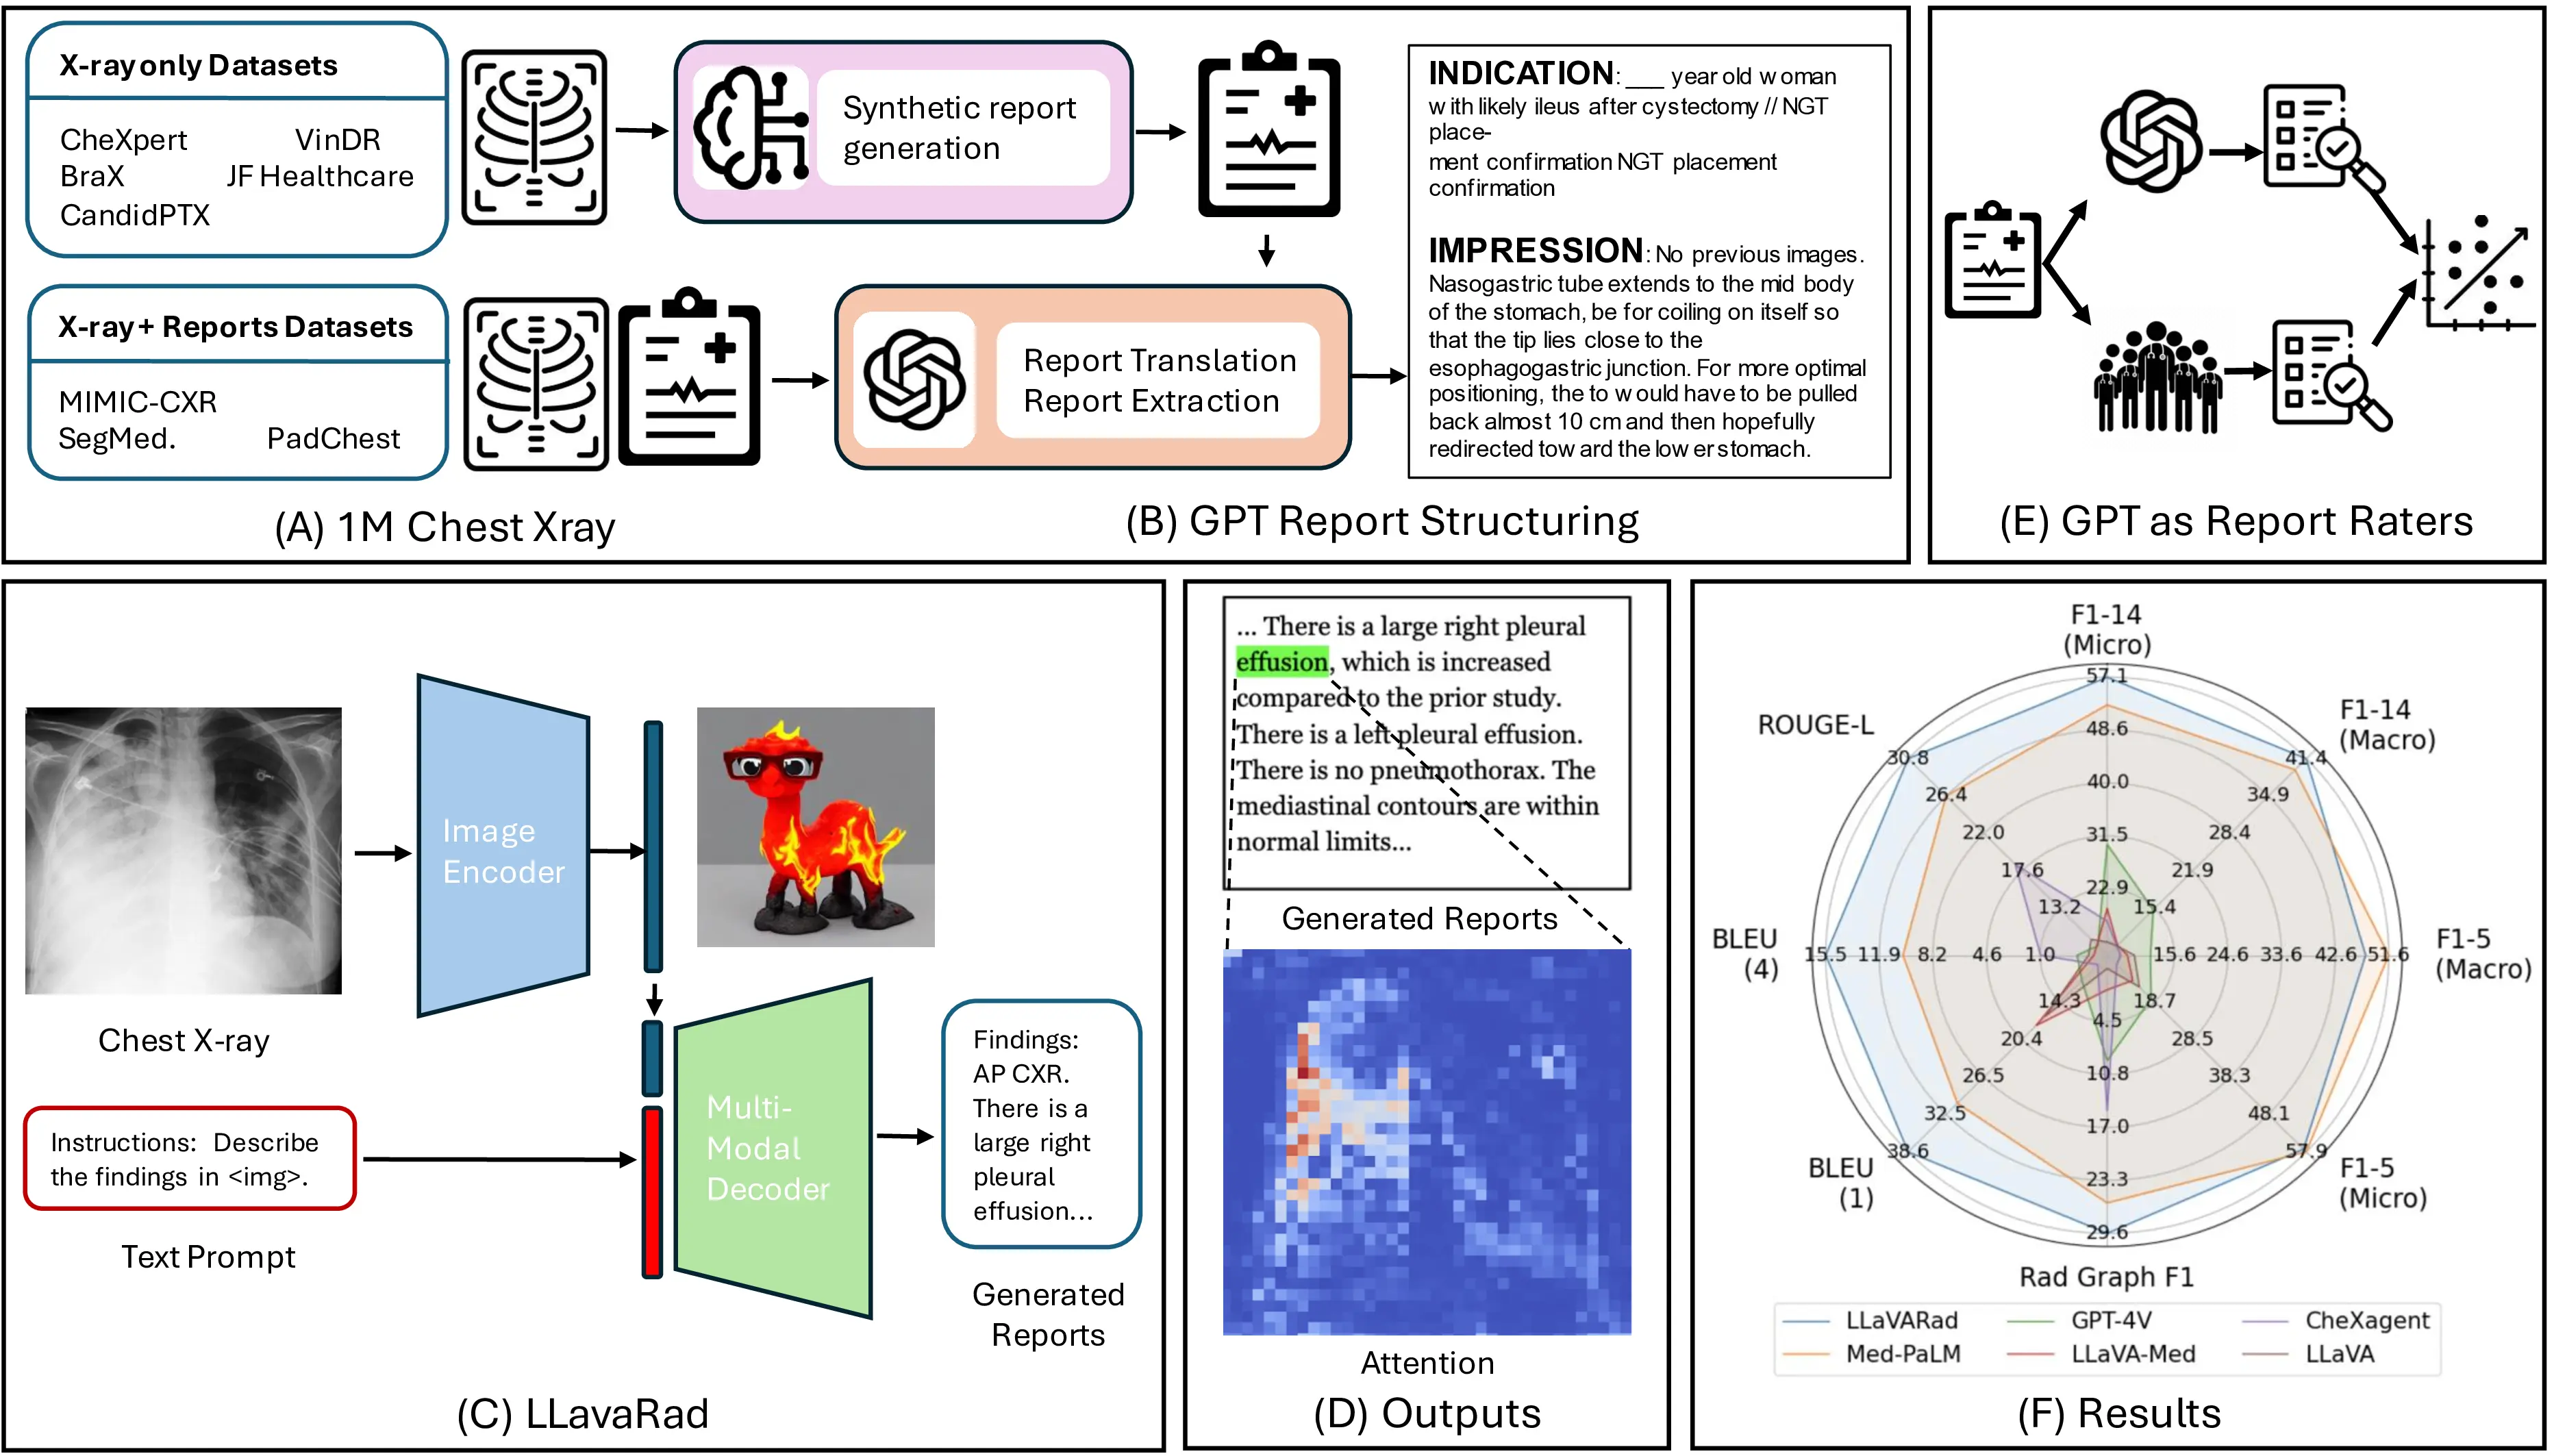 X-ray only Datasets
CheXpert VinDR
BraX JF Healthcare
CandidPTX
Synthetic report
generation
X-ray+ Reports Datasets
MIMIC-CXR
SegMed. PadChest
Report Translation
Report Extraction
INDICATION: ___ year old woman
with likely ileus after cystectomy // NGT
place-
ment confirmation NGT placement
confirmation
IMPRESSION: No previous images.
Nasogastric tube extends to the mid body
of the stomach, be for coiling on itself so
that the tip lies close to the
esophagogastric junction. For more optimal
positioning, the to would have to be pulled
back almost 10 cm and then hopefully
redirected toward the lower stomach.
(A) 1M Chest Xray
(B) GPT Report Structuring
(E) GPT as Report Raters
Image
Encoder
Chest X-ray
Instructions: Describe
the findings in <img>.
Text Prompt
Multi-
Modal
Decoder
Findings:
AP CXR.
There is a
large right
pleural
effusion...
Generated
Reports
(C) LLavaRad
... There is a large right pleural
effusion, which is increased
compared to the prior study.
There is a left pleural effusion.
There is no pneumothorax. The
mediastinal contours are within
normal limits...
Generated Reports
Attention
(D) Outputs
F1-14
(Micro)
57.1
48.6
40.0
31.5
22.9
F1-14
(Macro)
41.4
34.9
28.4
21.9
15.4
ROUGE-L
30.8
26.4
22.0
17.6
13.2
BLEU
(4)
15.5 11.9 8.2 4.6 1.0
15.6 24.6 33.6 42.6 51.6
F1-5
(Macro)
14.3
20.4
26.5
32.5
38.6
BLEU
(1)
4.5
10.8
17.0
23.3
29.6
Rad Graph F1
18.7
28.5
38.3
48.1
57.9
F1-5
(Micro)
LLaVARad GPT-4V CheXagent
Med-PaLM LLaVA-Med LLaVA
(F) Results